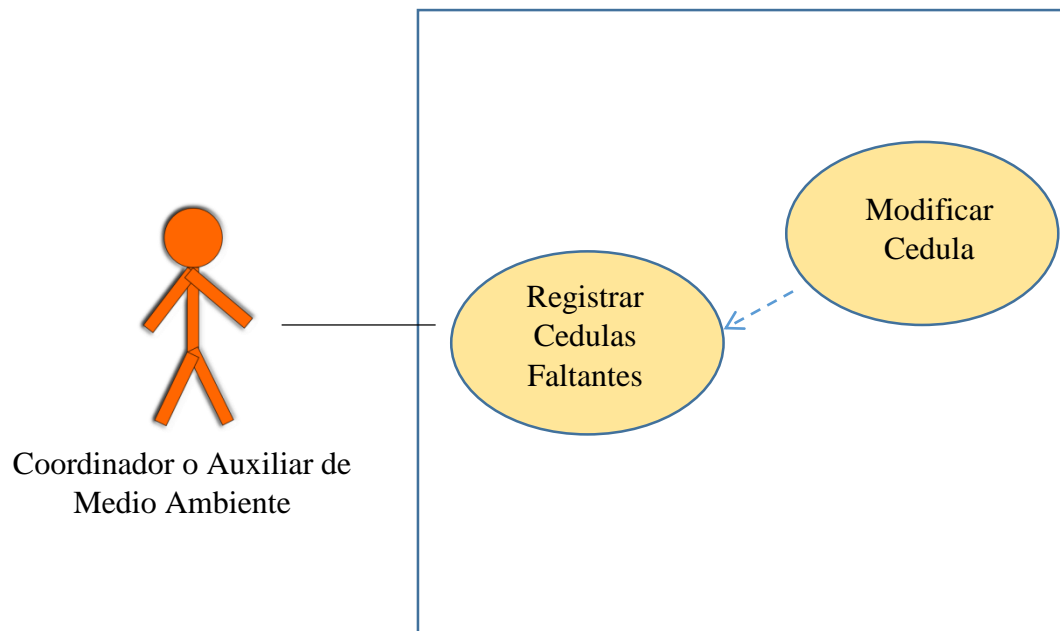 Modificar
Cedula
Registrar
Cedulas
Faltantes
Coordinador o Auxiliar de
Medio Ambiente